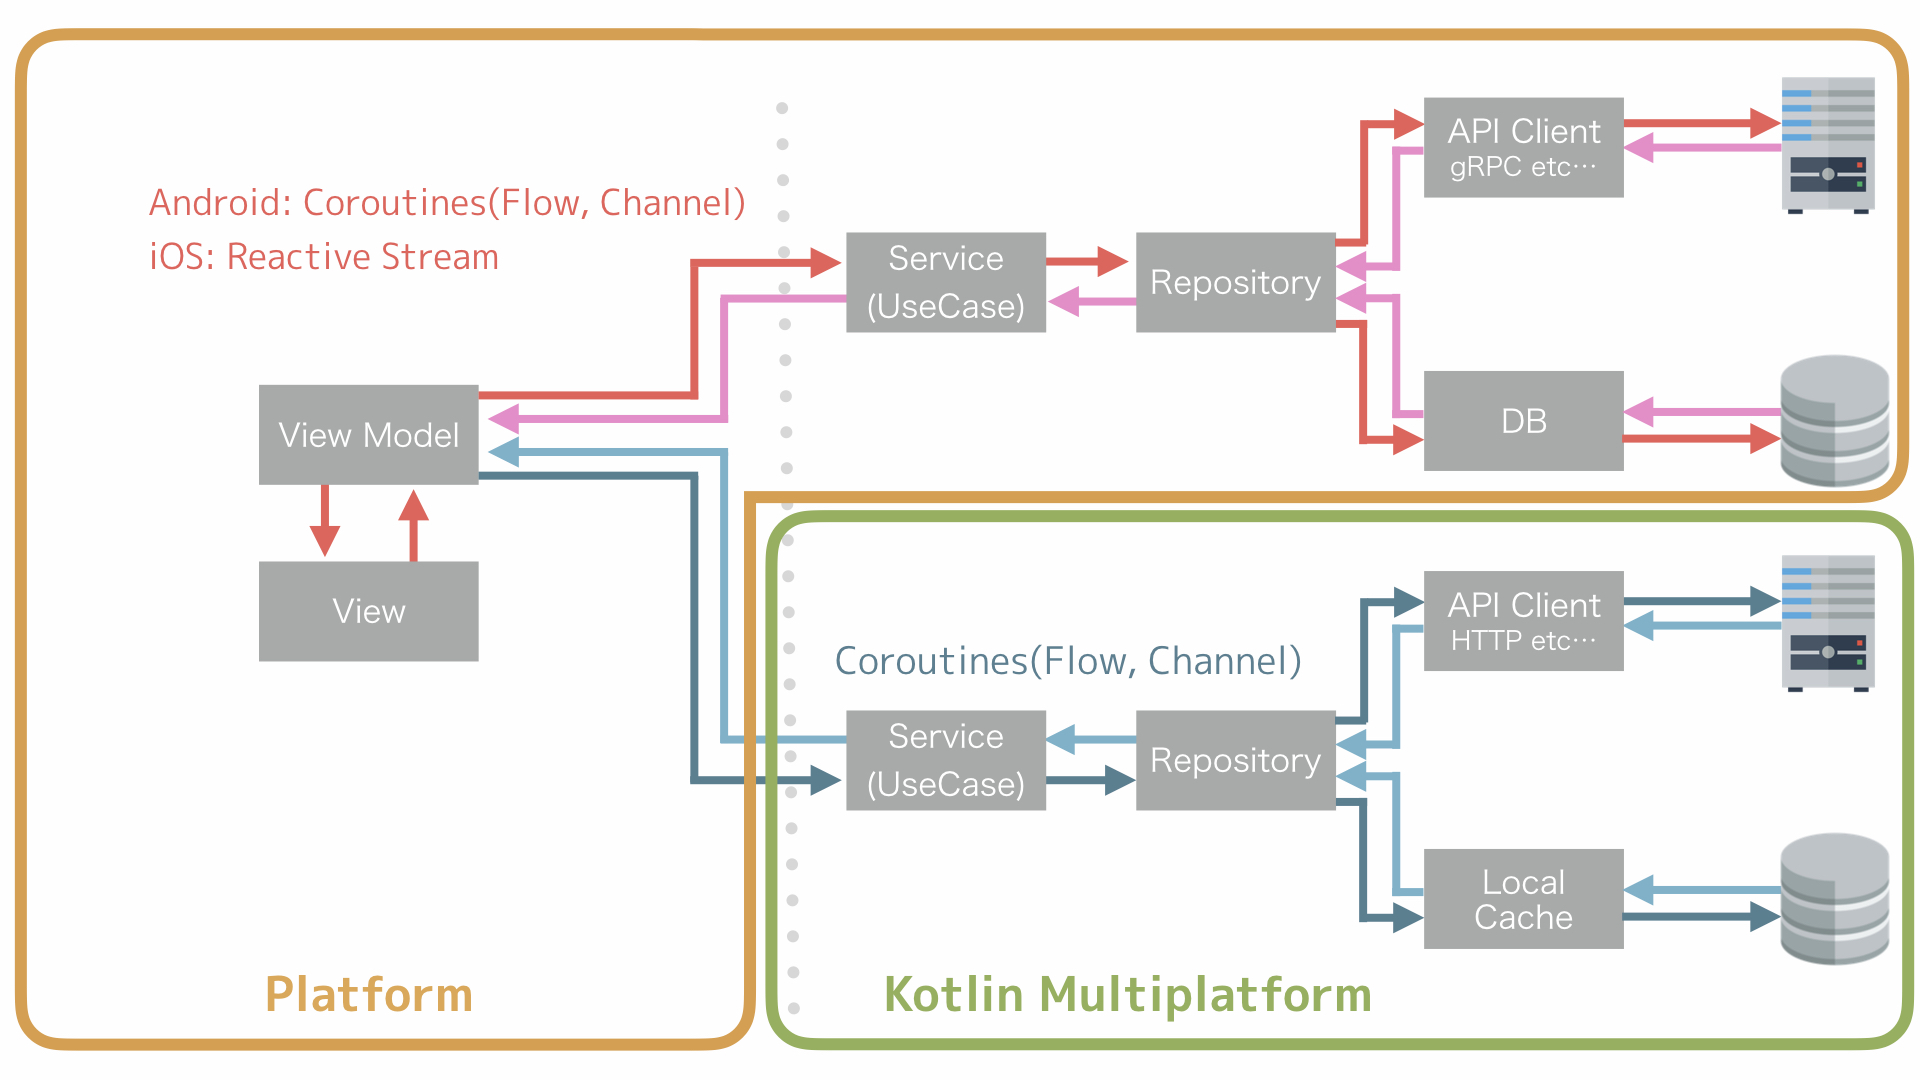 Android: Coroutines(Flow, Channel)
iOS: Reactive Stream
View Model
View
Service
(UseCase)
Repository
API Client
gRPC etc…
DB
Coroutines(Flow, Channel)
Service
(UseCase)
Repository
API Client
HTTP etc…
Local
Cache
Platform
Kotlin Multiplatform